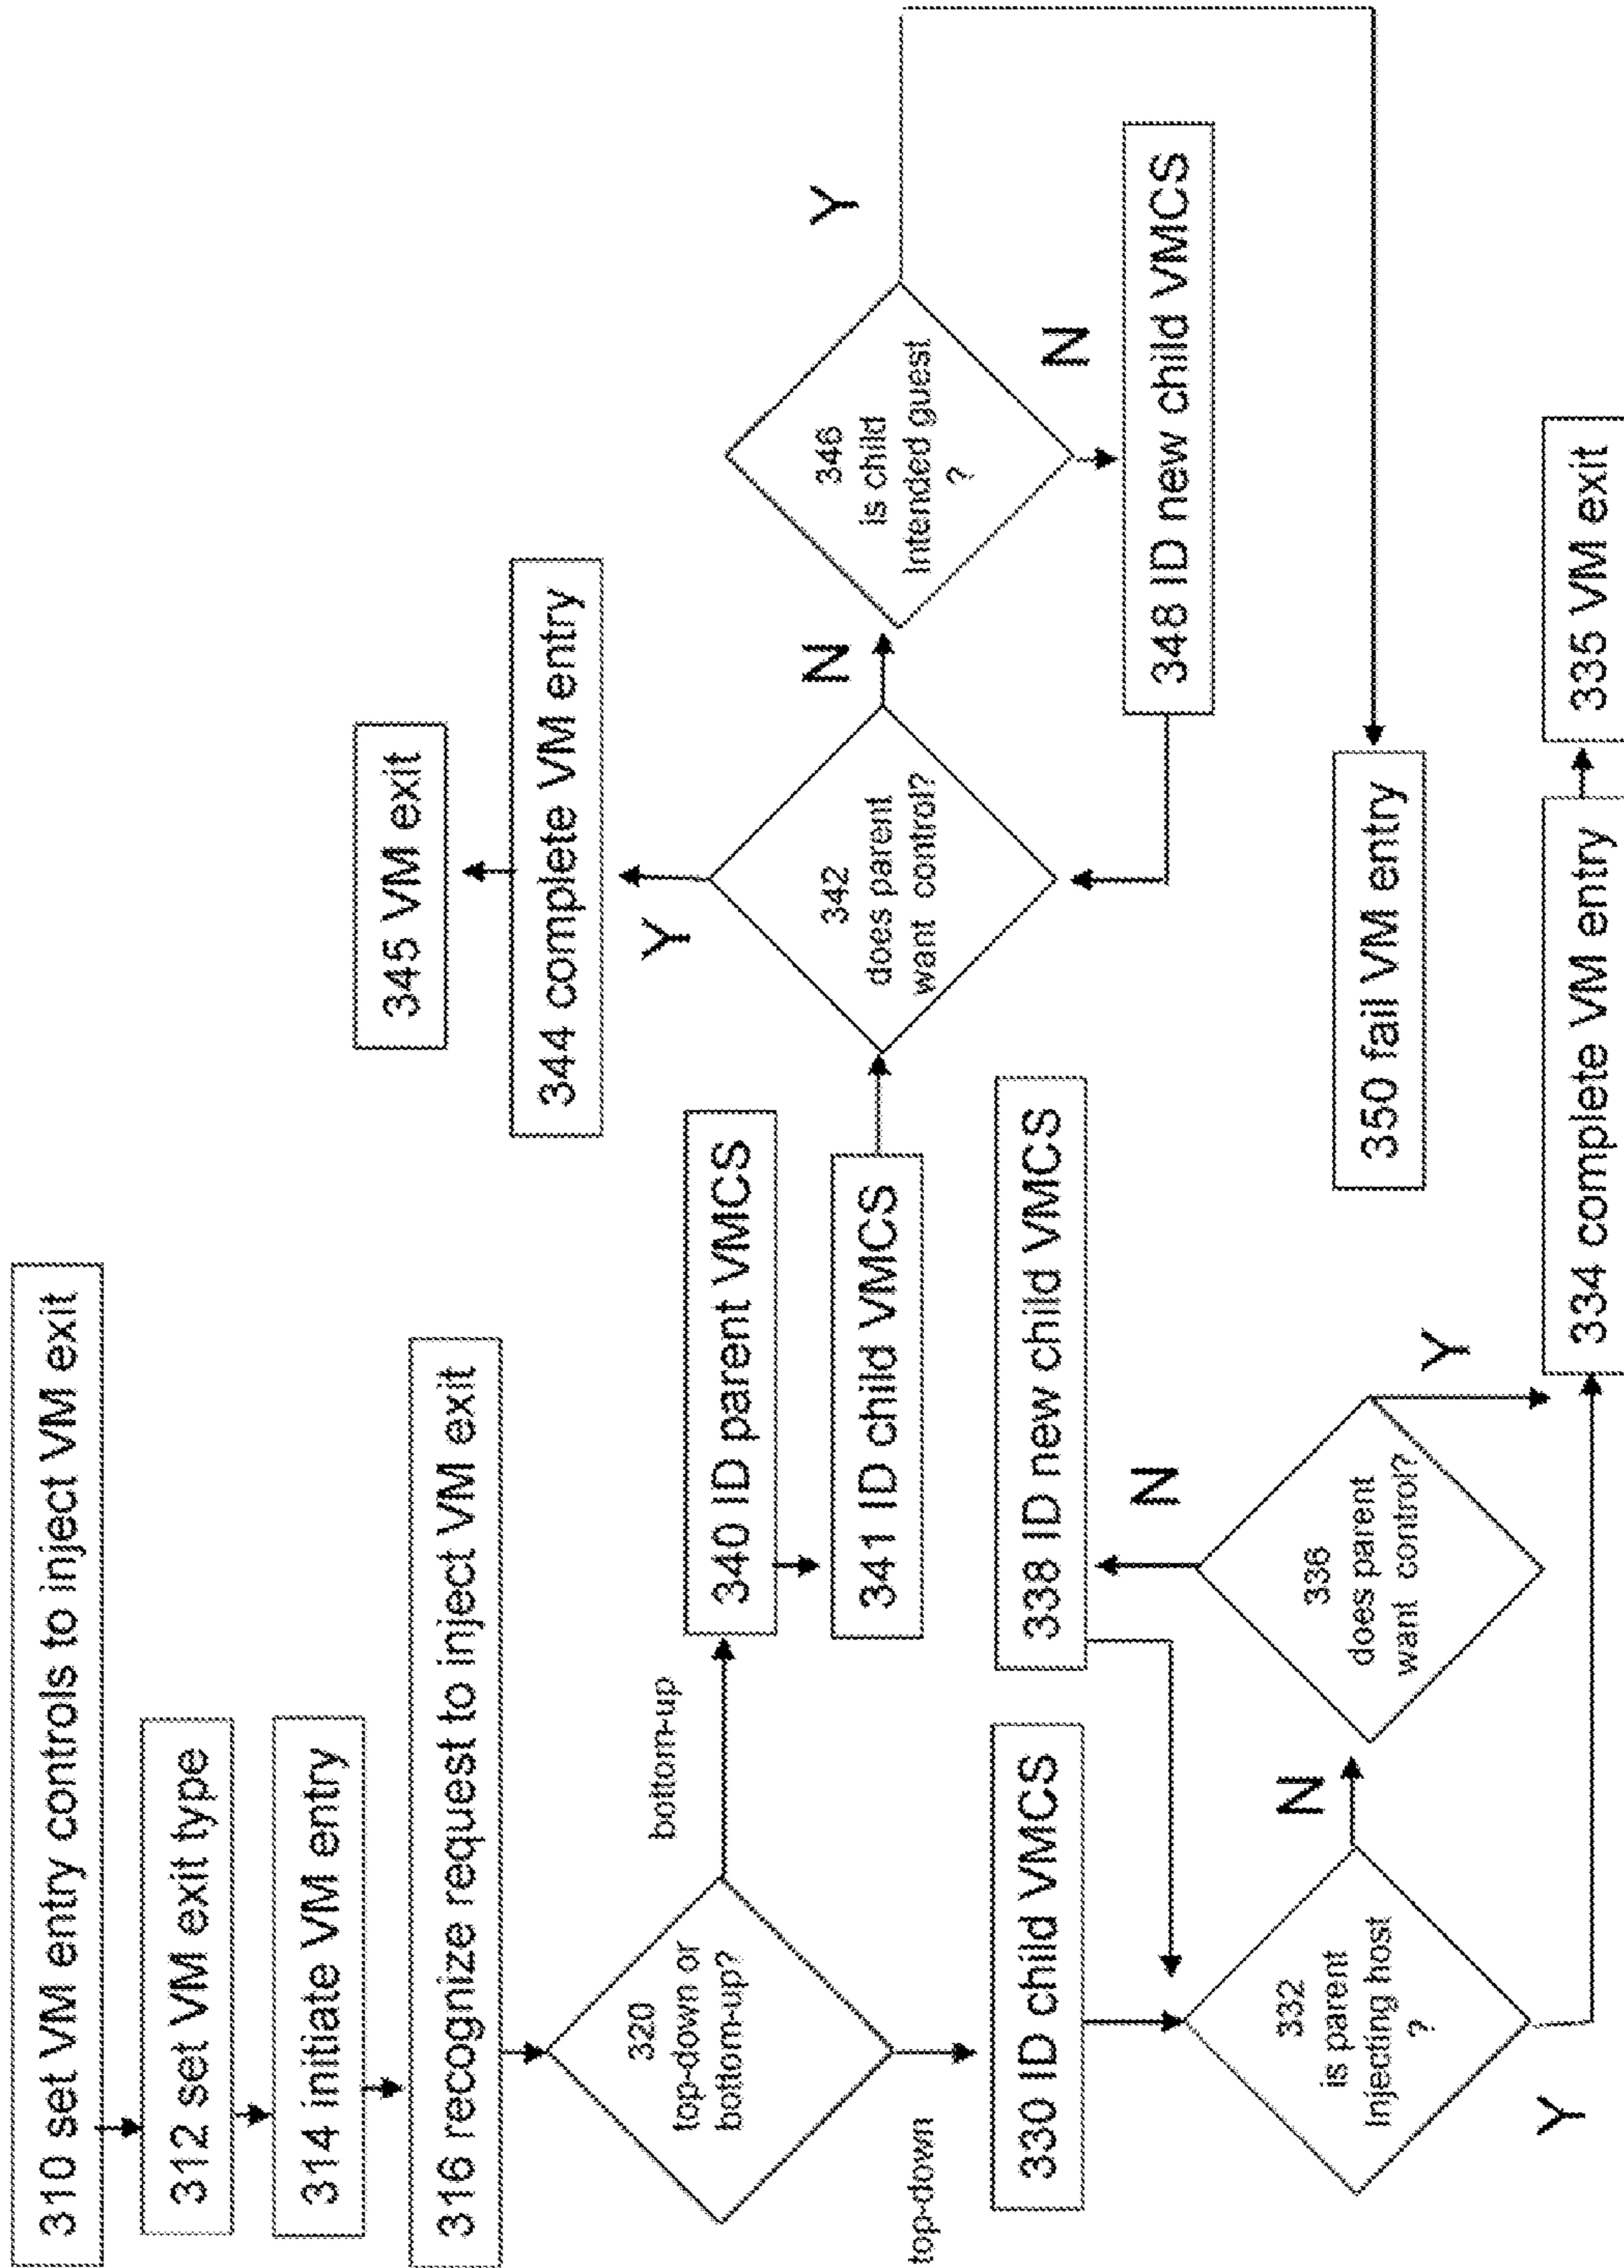 310 set VM entry controls to inject VM exit
312 set VM exit type
314 initiate VM entry
316 recognize request to inject VM exit
320
top-down or
bottom-up?
bottom-up
top-down
340 ID parent VMCS
341 ID child VMCS
342
does parent
want control?
Y
N
344 complete VM entry
345 VM exit
346
is child
intended guest
?
Y
N
348 ID new child VMCS
350 fail VM entry
330 ID child VMCS
332
is parent
injecting host
?
N
Y
336
does parent
want control?
N
Y
338 ID new child VMCS
334 complete VM entry
335 VM exit